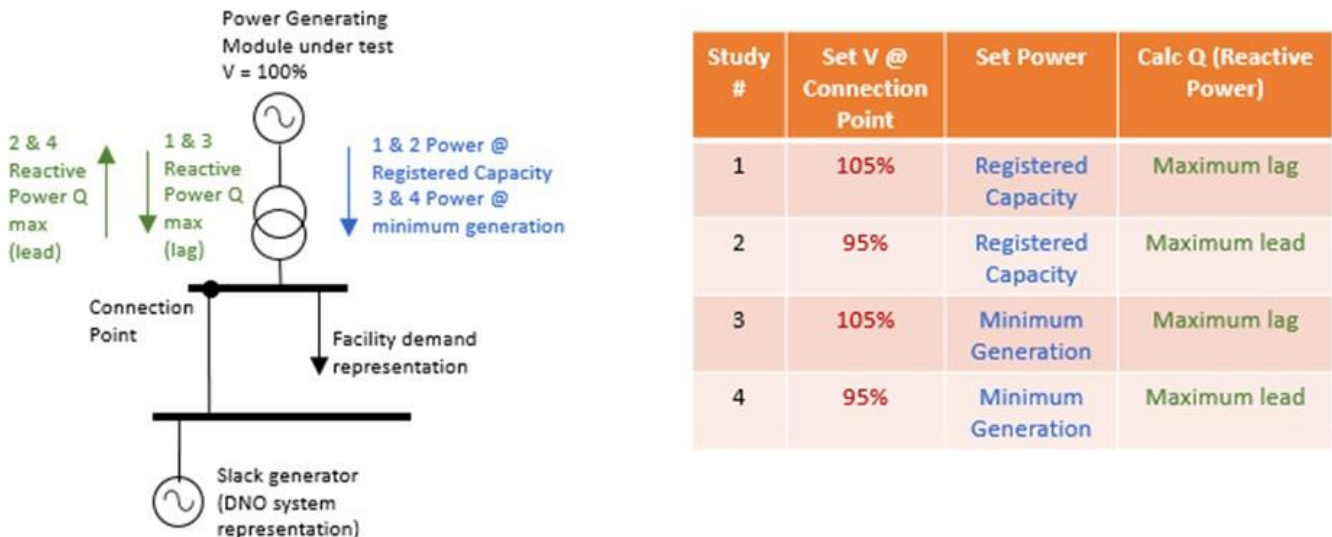 Power Generating
Module under test
V = 100%
2 & 4
Reactive
Power Q
max
(lead)
1 & 3
Reactive
Power Q
max
(lag)
1 & 2 Power @
Registered Capacity
3 & 4 Power @
minimum generation
Connection
Point
Facility demand
representation
Slack generator
(DNO system
representation)
Study
#
Set V @
Connection
Point
Set Power
Calc Q (Reactive
Power)
1
105%
Registered
Capacity
Maximum lag
2
95%
Registered
Capacity
Maximum lead
3
105%
Minimum
Generation
Maximum lag
4
95%
Minimum
Generation
Maximum lead